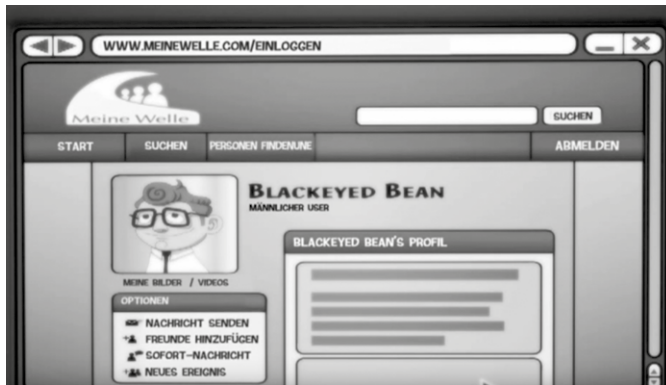 WWW.MEINEWELLE.COM/EINLOGGEN
Meine Welle
SUCHEN
START SUCHEN PERSONEN FINDENUNE ABMELDEN
BLACKEYED BEAN
MÄNNLICHER USER
BLACKEYED BEAN'S PROFIL
MEINE BILDER / VIDEOS
OPTIONEN
NACHRICHT SENDEN
FREUNDE HINZUFÜGEN
SOFORT-NACHRICHT
NEUES EREIGNIS